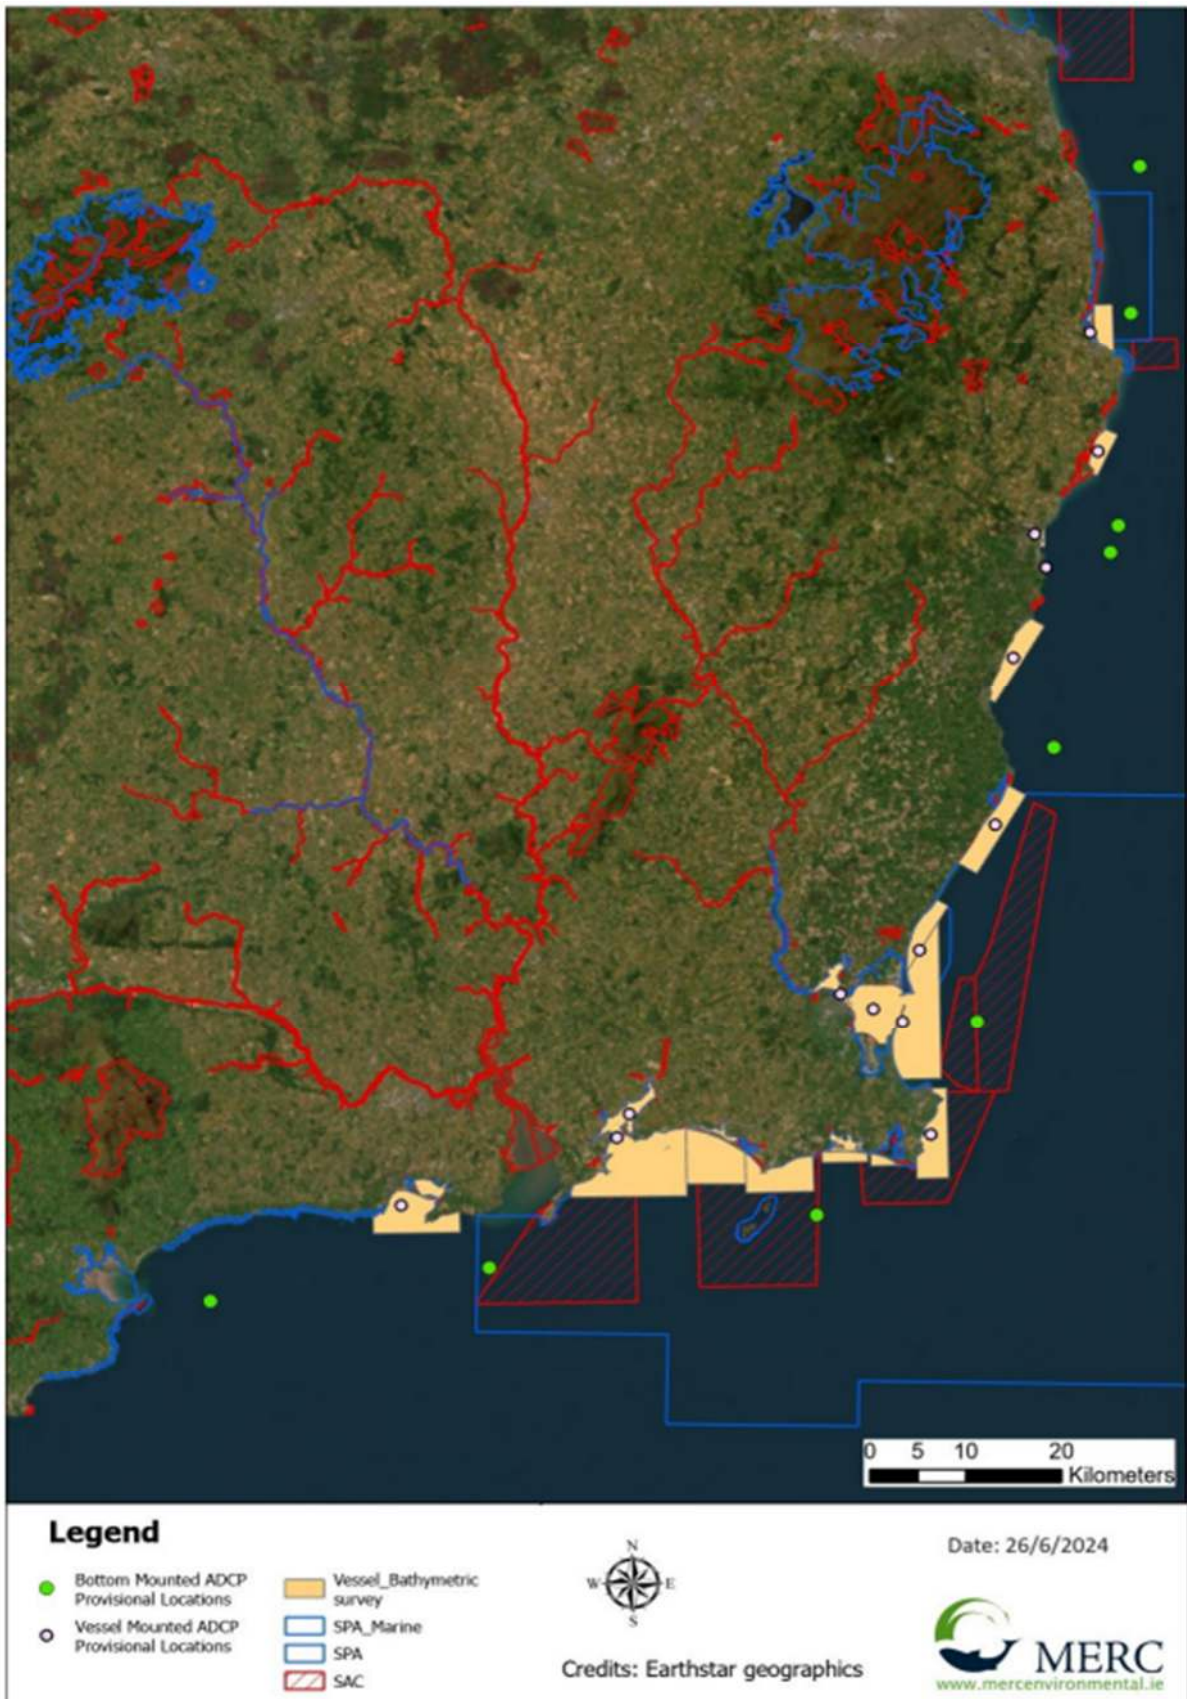 0 5 10 20
Kilometers
Legend
Bottom Mounted ADCP
Provisional Locations
Vessel Mounted ADCP
Provisional Locations
Vessel_Bathymetric
survey
SPA_Marine
SPA
SAC
N
W E
S
Credits: Earthstar geographics
Date: 26/6/2024
MERC
www.mercenvironmental.ie